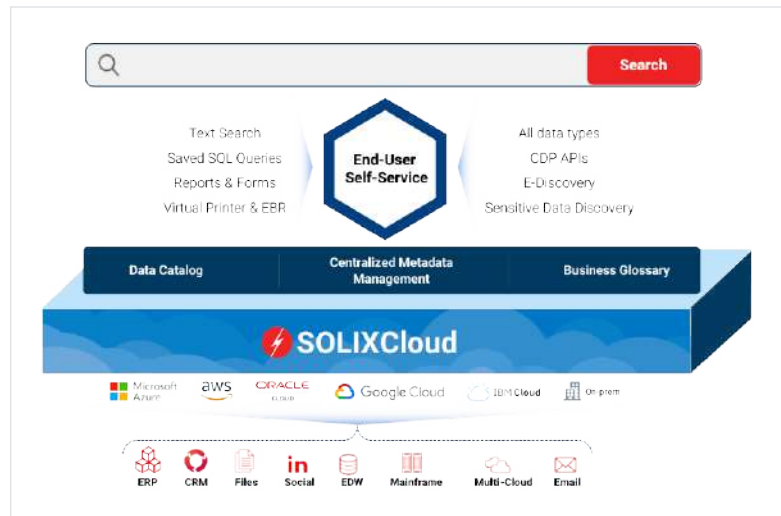 Search
Text Search
Saved SQL Queries
Reports & Forms
Virtual Printer & EBR
End-User
Self-Service
All data types
CDP APIs
E-Discovery
Sensitive Data Discovery
Data Catalog
Centralized Metadata
Management
Business Glossary
SOLIXCloud
Microsoft
Azure
aws
ORACLE
CLOUD
Google Cloud
IBM Cloud
On prem
ERP
CRM
Files
in
Social
EDW
Mainframe
Multi-Cloud
Email